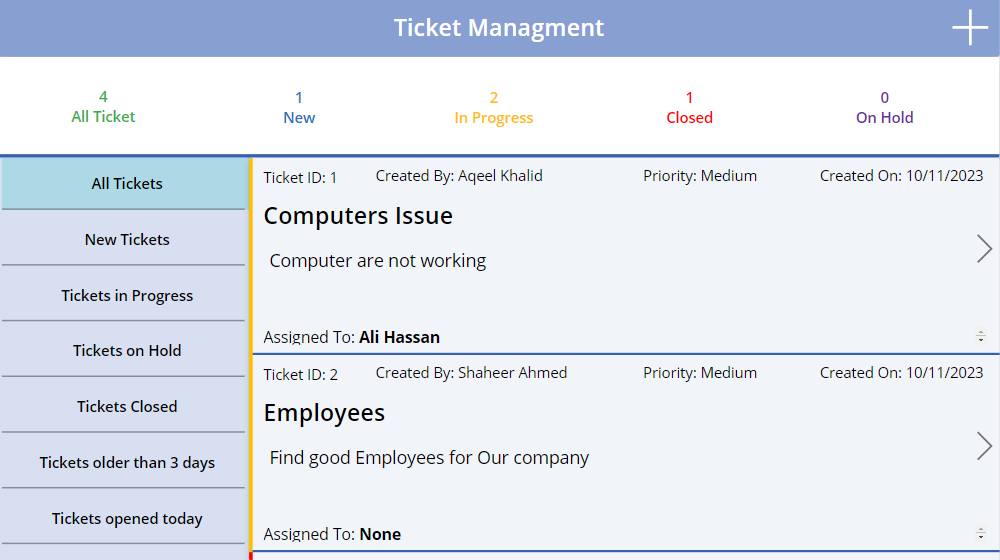 Ticket Managment
4
All Ticket
1
New
2
In Progress
1
Closed
0
On Hold
All Tickets
New Tickets
Tickets in Progress
Tickets on Hold
Tickets Closed
Tickets older than 3 days
Tickets opened today
Ticket ID: 1 Created By: Aqeel Khalid Priority: Medium Created On: 10/11/2023
Computers Issue
Computer are not working
Assigned To: Ali Hassan
Ticket ID: 2 Created By: Shaheer Ahmed Priority: Medium Created On: 10/11/2023
Employees
Find good Employees for Our company
Assigned To: None